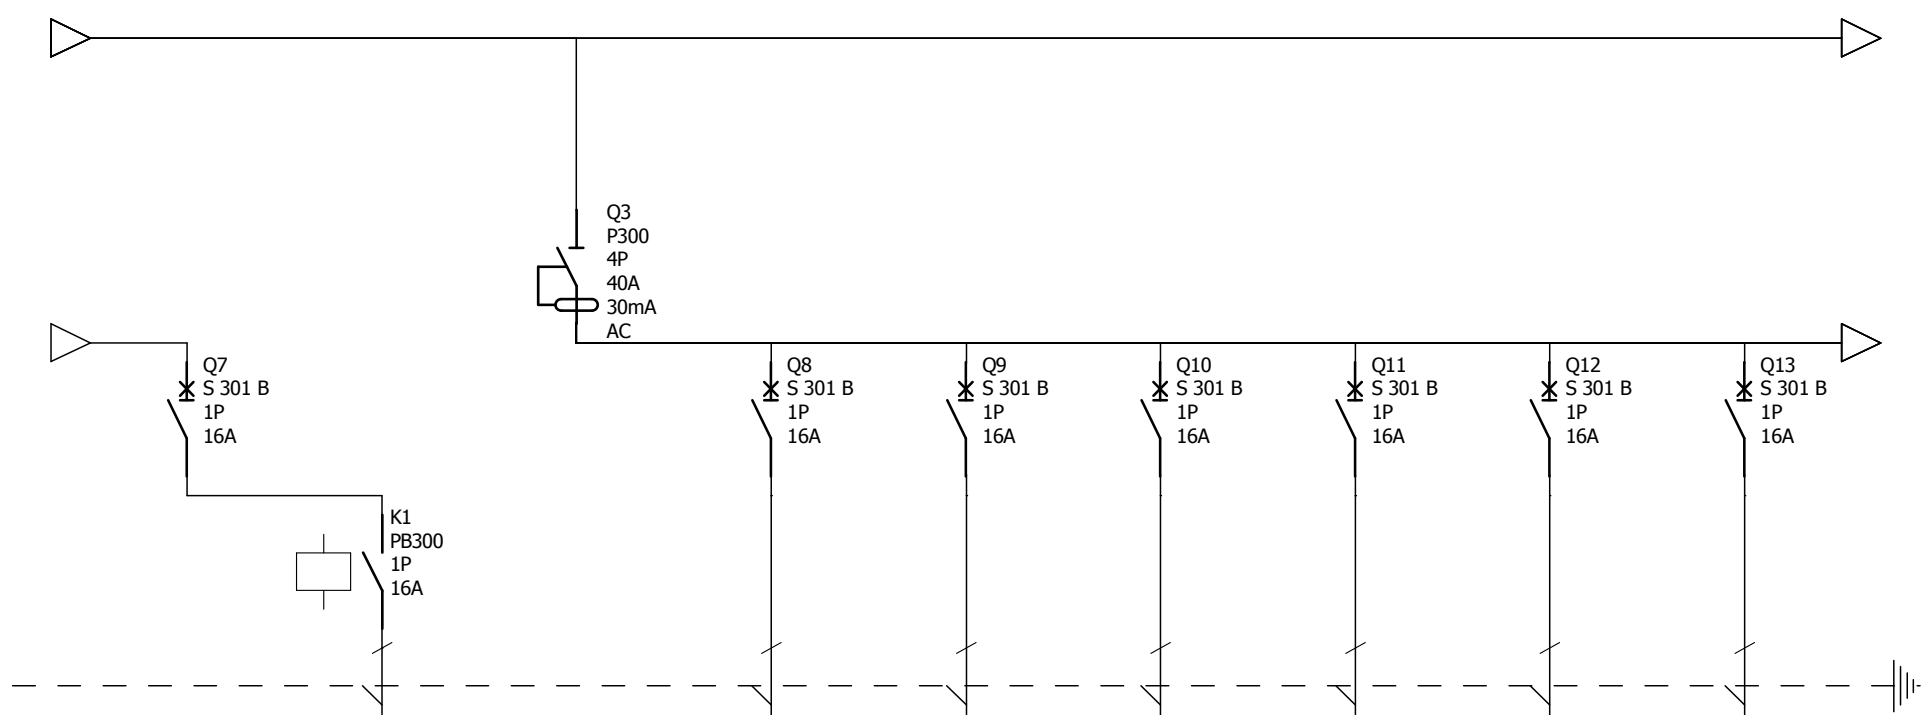 Q3
P300
4P
40A
30mA
AC
Q7
S 301 B
1P
16A
Q8
S 301 B
1P
16A
Q9
S 301 B
1P
16A
Q10
S 301 B
1P
16A
Q11
S 301 B
1P
16A
Q12
S 301 B
1P
16A
Q13
S 301 B
1P
16A
K1
PB300
1P
16A